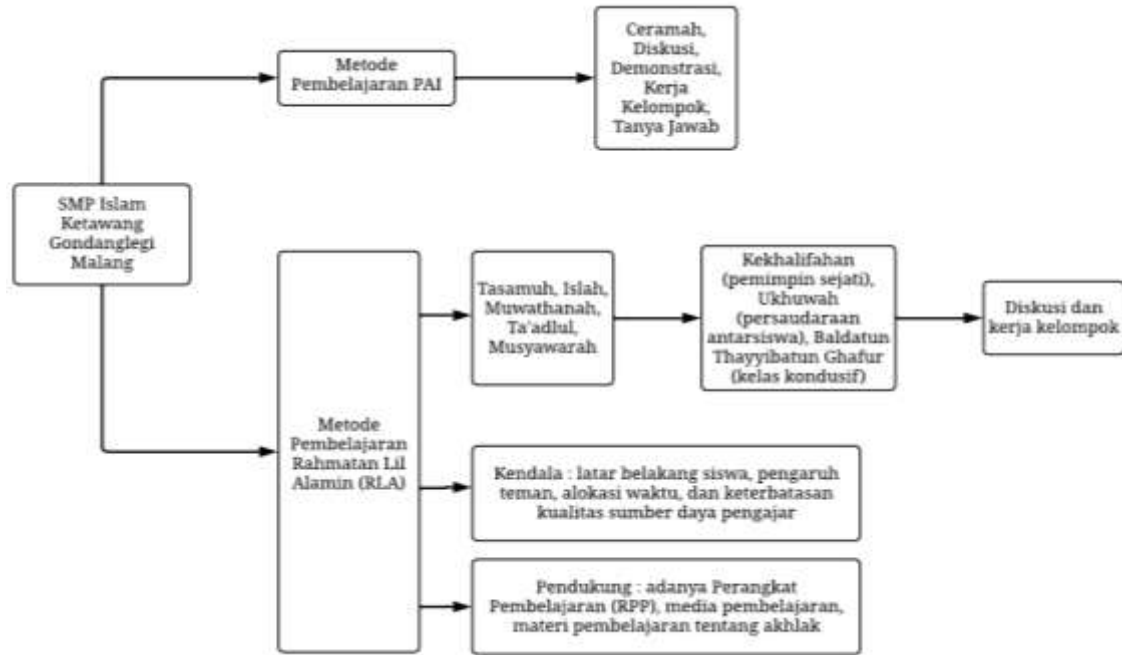 Metode
Pembelajaran PAI
Ceramah,
Diskusi,
Demonstrasi,
Kerja
Kelompok,
Tanya Jawab
SMP Islam
Ketawang
Gondanglegi
Malang
Metode
Pembelajaran
Rahmatan Lil
Alamin (RLA)
Tasamuh, Islah,
Muwathanah,
Ta'adlul,
Musyawarah
Kekhalifahan
(pemimpin sejati),
Ukhuwah
(persaudaraan
antarsiswa), Baldatun
Thayyibatun Ghafur
(kelas kondusif)
Diskusi dan
kerja kelompok
Kendala : latar belakang siswa, pengaruh
teman, alokasi waktu, dan keterbatasan
kualitas sumber daya pengajar
Pendukung : adanya Perangkat
Pembelajaran (RPP), media pembelajaran,
materi pembelajaran tentang akhlak